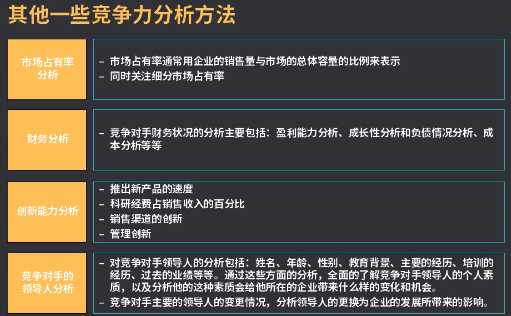 其他一些竞争力分析方法
市场占有率
分析
– 市场占有率通常用企业的销售量与市场的总体容量的比例来表示
– 同时关注细分市场占有率
财务分析
– 竞争对手财务状况的分析主要包括：盈利能力分析、成长性分析和负债情况分析、成
本分析等等
创新能力分析
– 推出新产品的速度
– 科研经费占销售收入的百分比
– 销售渠道的创新
– 管理创新
竞争对手的
领导人分析
– 对竞争对手领导人的分析包括：姓名、年龄、性别、教育背景、主要的经历、培训的
经历、过去的业绩等等。通过这些方面的分析，全面的了解竞争对手领导人的个人素
质，以及分析他的这种素质会给他所在的企业带来什么样的变化和机会。
– 竞争对手主要的领导人的变更情况，分析领导人的更换为企业的发展所带来的影响。